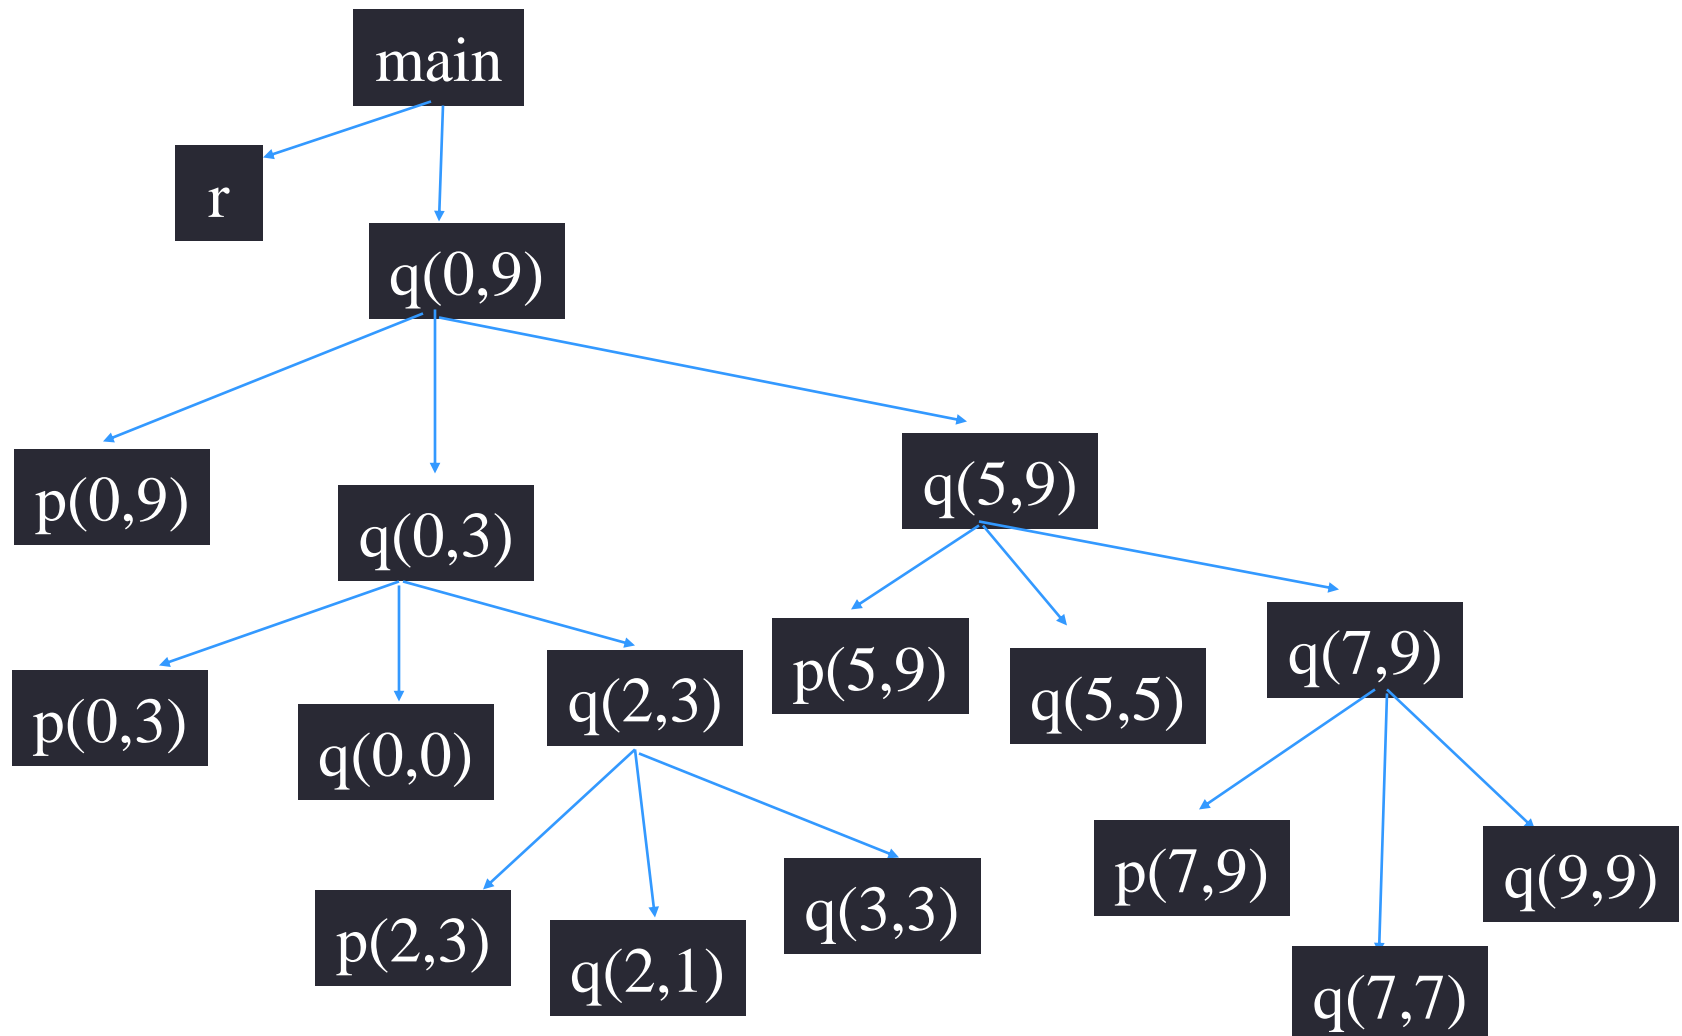 main
r
q(0,9)
p(0,9)
q(0,3)
q(5,9)
p(0,3)
q(0,0)
q(2,3)
p(5,9)
q(5,5)
q(7,9)
p(2,3)
q(2,1)
q(3,3)
p(7,9)
q(7,7)
q(9,9)